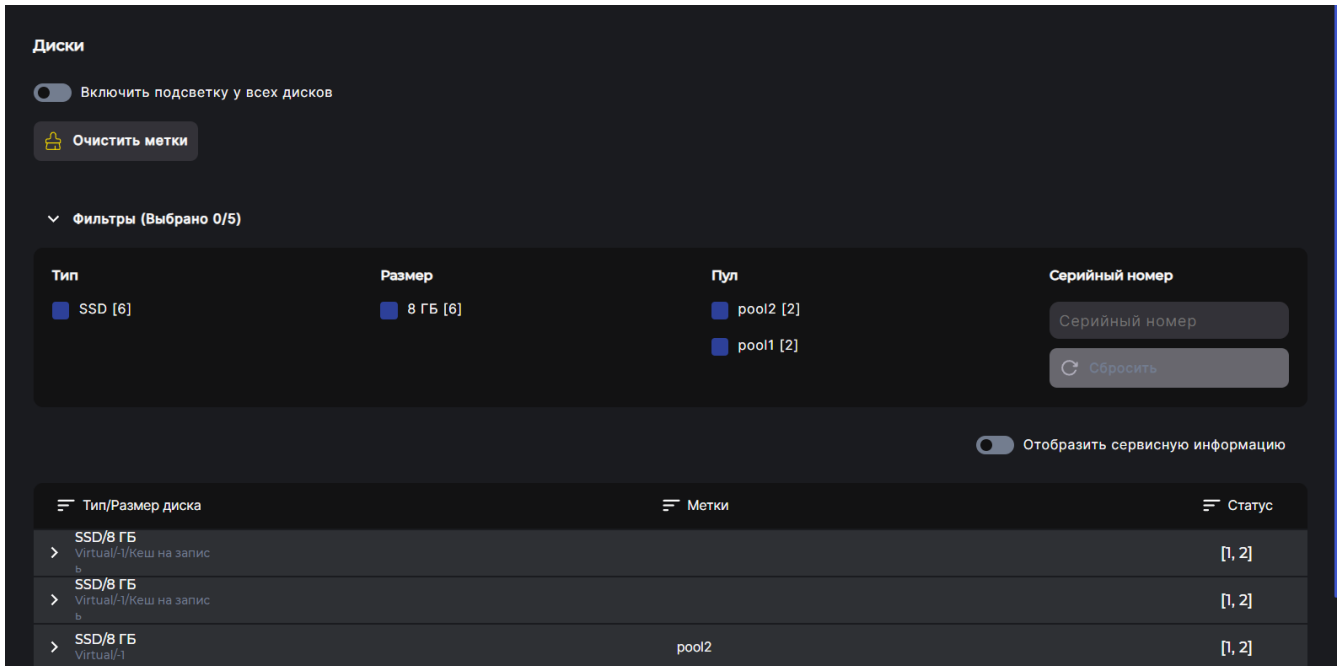 Диски
Включить подсветку у всех дисков
Очистить метки
Фильтры (Выбрано 0/5)
Тип
Размер
Пул
Серийный номер
SSD [6]
8 ГБ [6]
pool2 [2]
Серийный номер
pool1 [2]
Сбросить
Отобразить сервисную информацию
Тип/Размер диска
Метки
Статус
SSD/8 ГБ
Virtual/-1/Кеш на запис
ь
[1, 2]
SSD/8 ГБ
Virtual/-1/Кеш на запис
ь
[1, 2]
SSD/8 ГБ
Virtual/-1
pool2
[1, 2]